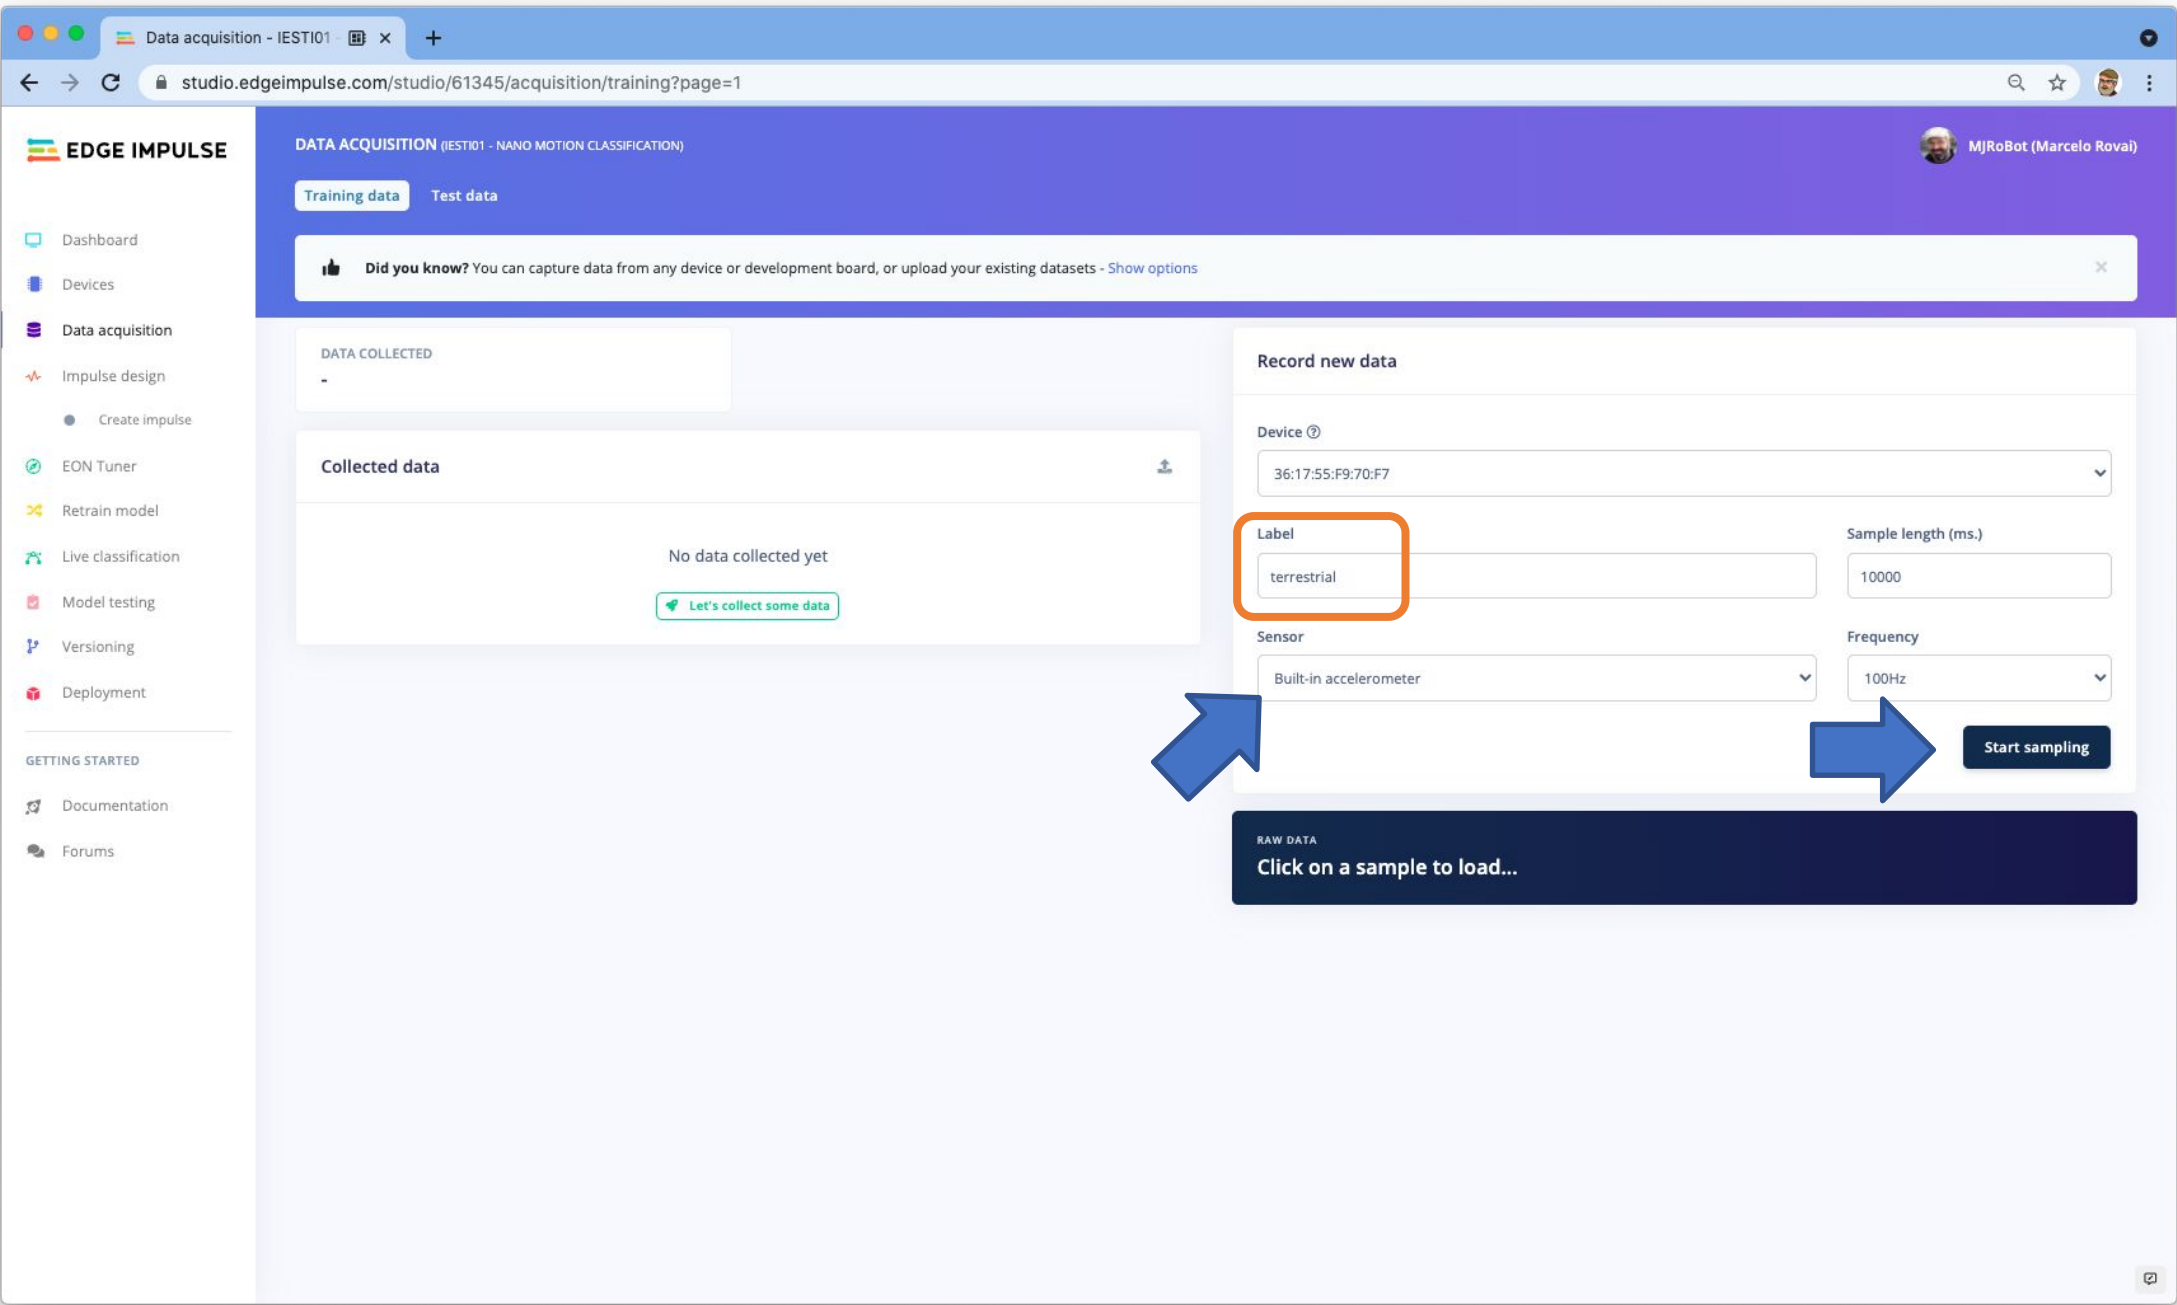 Data acquisition - IESTI01 -
studio.edgeimpulse.com/studio/61345/acquisition/training?page=1
EDGE IMPULSE
DATA ACQUISITION (IESTI01 - NANO MOTION CLASSIFICATION)
MJRoBot (Marcelo Rovai)
Training data
Test data
Did you know? You can capture data from any device or development board, or upload your existing datasets - Show options
Dashboard
Devices
Data acquisition
Impulse design
Create impulse
EON Tuner
Retrain model
Live classification
Model testing
Versioning
Deployment
GETTING STARTED
Documentation
Forums
DATA COLLECTED
-
Collected data
No data collected yet
Let's collect some data
Record new data
Device
36:17:55:F9:70:F7
Label
Sample length (ms.)
terrestrial
10000
Sensor
Frequency
Built-in accelerometer
100Hz
Start sampling
RAW DATA
Click on a sample to load...